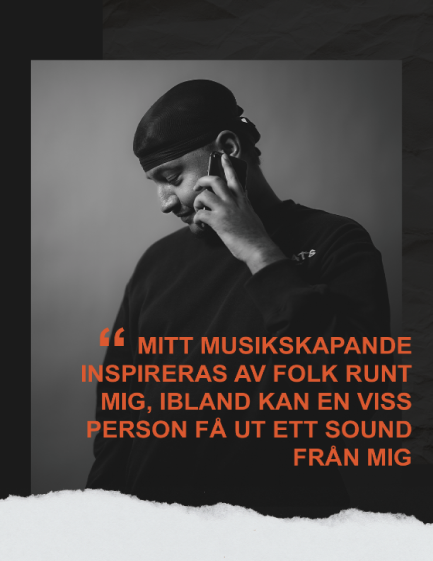 “ MITT MUSIKSKAPANDE
INSPIRERAS AV FOLK RUNT
MIG, IBLAND KAN EN VISS
PERSON FÅ UT ETT SOUND
FRÅN MIG